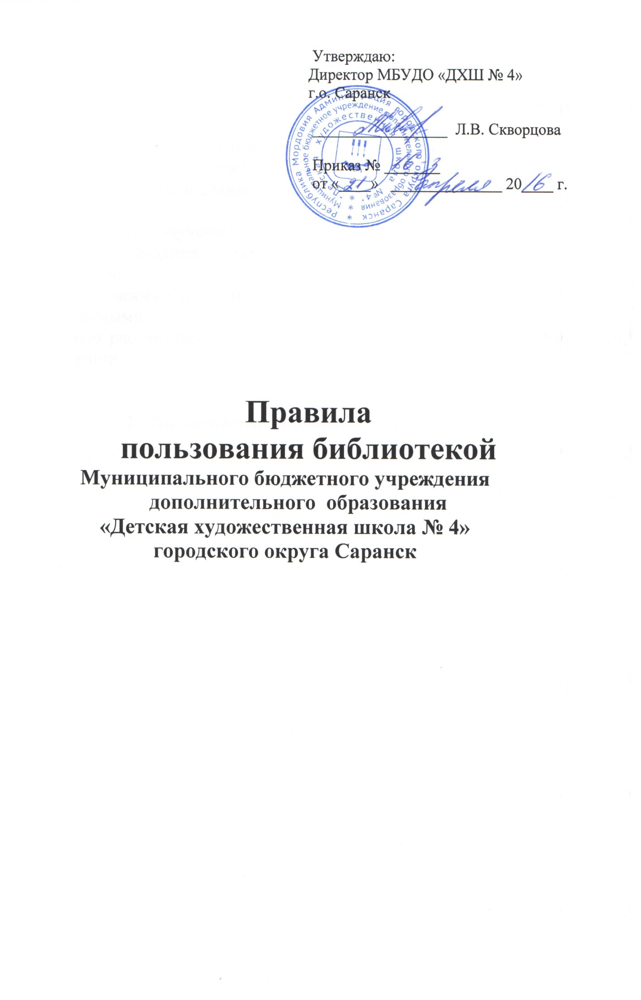 Утверждаю:
Директор МБУДО «ДХШ № 4»
г.о. Саранск
Л.В. Скворцова
Приказ № 16
от «21» апреля 2016 г.
Республика Мордовия Администрация городского округа Саранск *
Муниципальное бюджетное учреждение дополнительного образования *
"Детская художественная школа № 4" *
Правила
пользования библиотекой
Муниципального бюджетного учреждения
дополнительного образования
«Детская художественная школа № 4»
городского округа Саранск